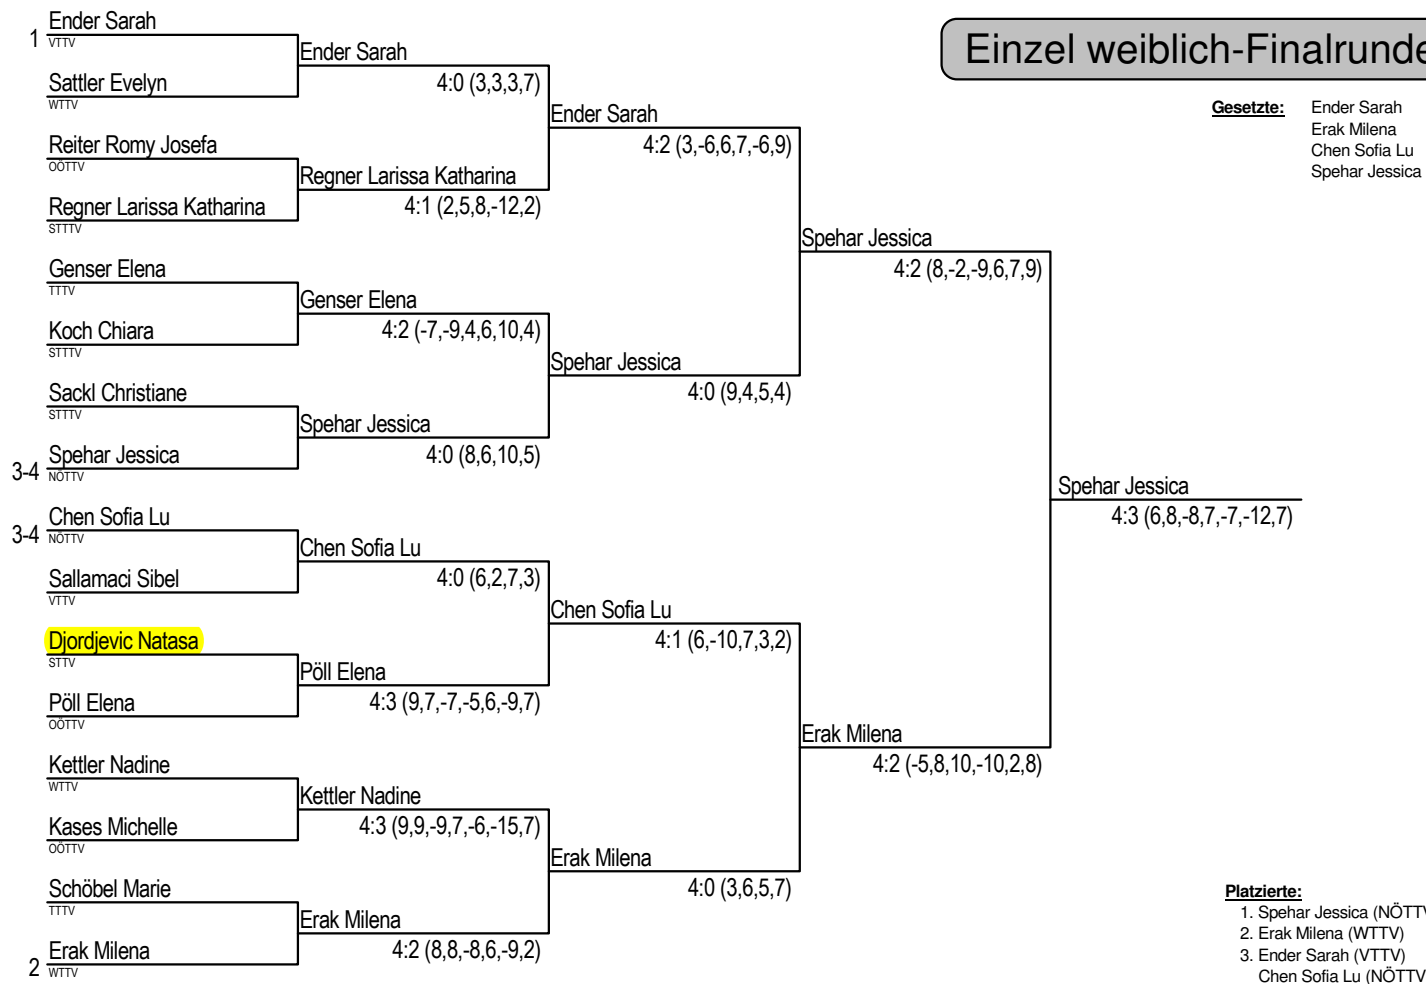 Einzel weiblich-Finalrunde
Gesetzte: Ender Sarah
Erak Milena
Chen Sofia Lu
Spehar Jessica
1 Ender Sarah
VTTV
Sattler Evelyn
WTTV
Reiter Romy Josefa
OÖTTV
Regner Larissa Katharina
STTTV
Genser Elena
TTTV
Koch Chiara
STTTV
Sackl Christiane
STTTV
3-4 Spehar Jessica
NÖTTV
3-4 Chen Sofia Lu
NÖTTV
Sallamaci Sibel
VTTV
Djordjevic Natasa
STTV
Pöll Elena
OÖTTV
Kettler Nadine
WTTV
Kases Michelle
OÖTTV
Schöbel Marie
TTTV
2 Erak Milena
WTTV
Ender Sarah
4:0 (3,3,3,7)
Regner Larissa Katharina
4:1 (2,5,8,-12,2)
Genser Elena
4:2 (-7,-9,4,6,10,4)
Spehar Jessica
4:0 (8,6,10,5)
Chen Sofia Lu
4:0 (6,2,7,3)
Pöll Elena
4:3 (9,7,-7,-5,6,-9,7)
Kettler Nadine
4:3 (9,9,-9,7,-6,-15,7)
Erak Milena
4:2 (8,8,-8,6,-9,2)
Ender Sarah
4:2 (3,-6,6,7,-6,9)
Spehar Jessica
4:0 (9,4,5,4)
Chen Sofia Lu
4:1 (6,-10,7,3,2)
Erak Milena
4:0 (3,6,5,7)
Spehar Jessica
4:2 (8,-2,-9,6,7,9)
Erak Milena
4:2 (-5,8,10,-10,2,8)
Spehar Jessica
4:3 (6,8,-8,7,-7,-12,7)
Platzierte:
1. Spehar Jessica (NÖTTV
2. Erak Milena (WTTV)
3. Ender Sarah (VTTV)
Chen Sofia Lu (NÖTTV